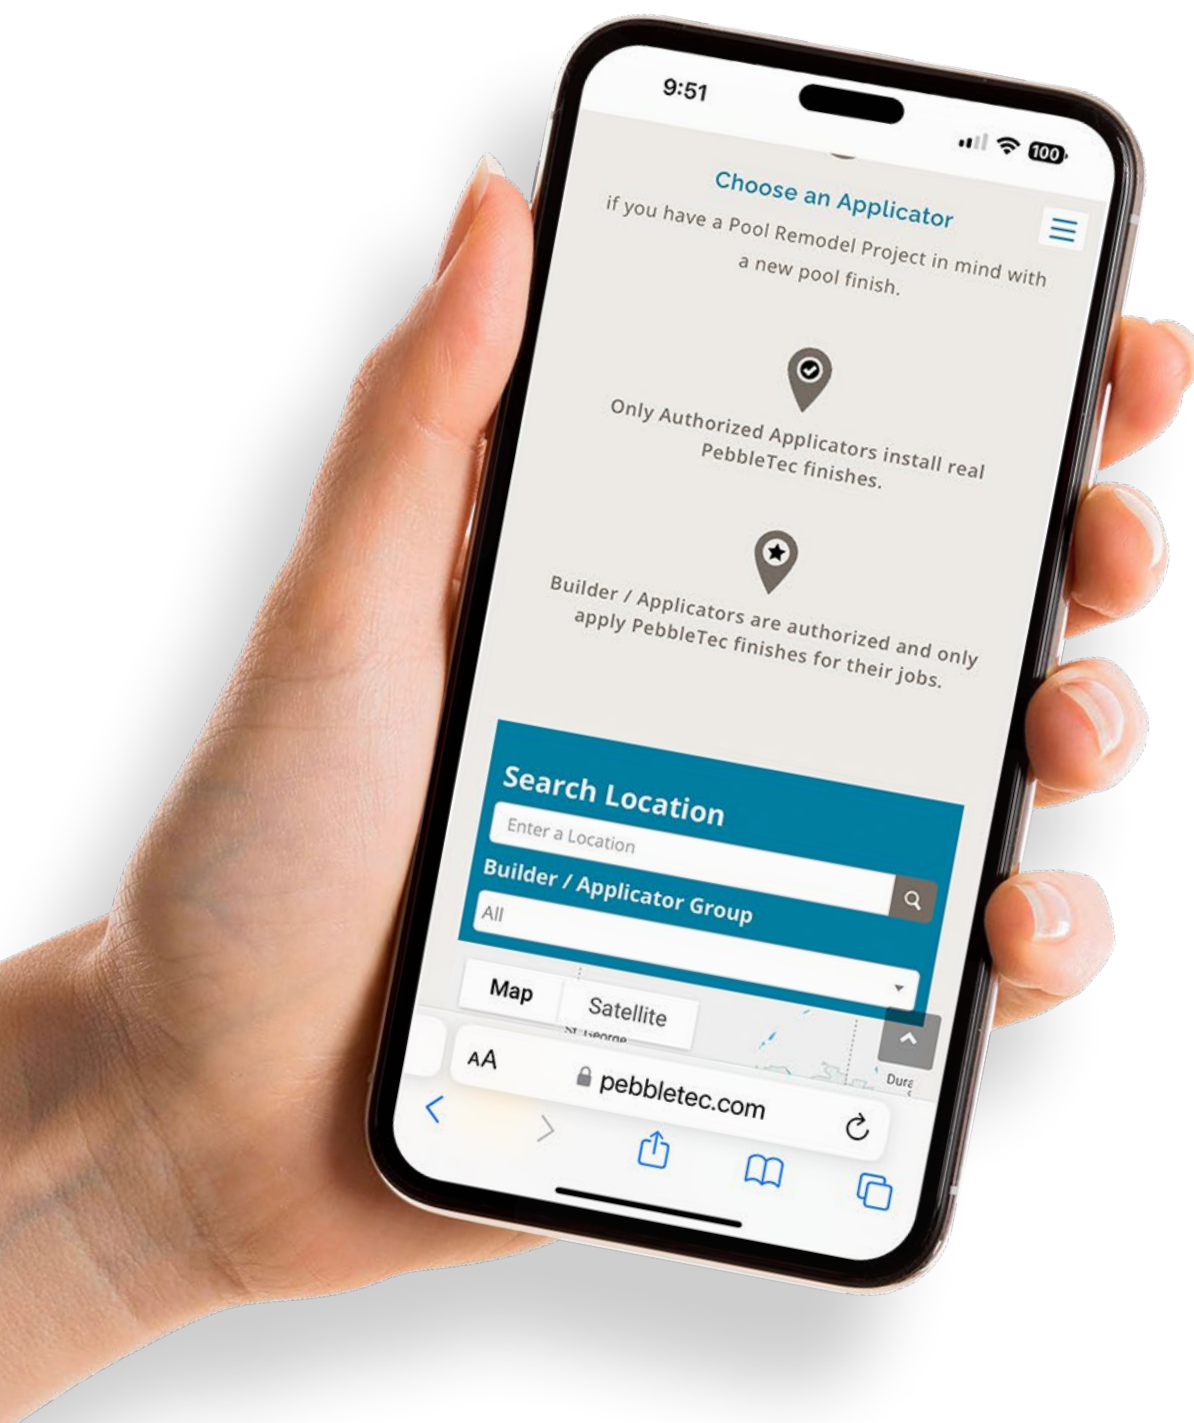 9:51
100
Choose an Applicator
if you have a Pool Remodel Project in mind with
a new pool finish.
Only Authorized Applicators install real
PebbleTec finishes.
Builder / Applicators are authorized and only
apply PebbleTec finishes for their jobs.
Search Location
Enter a Location
Builder / Applicator Group
All
Map
Satellite
St George
AA
pebbletec.com